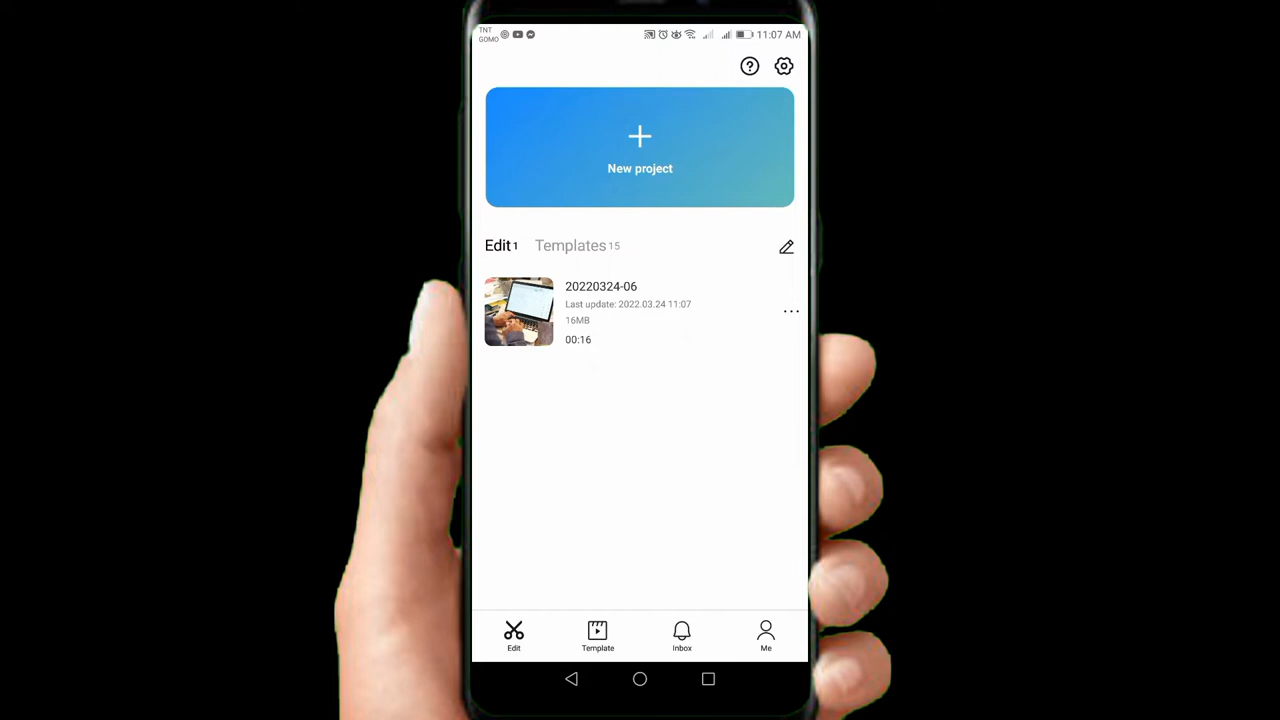 TNT
GOMO
11:07 AM
New project
Edit 1
Templates 15
20220324-06
Last update: 2022.03.24 11:07
16MB
00:16
Edit
Template
Inbox
Me